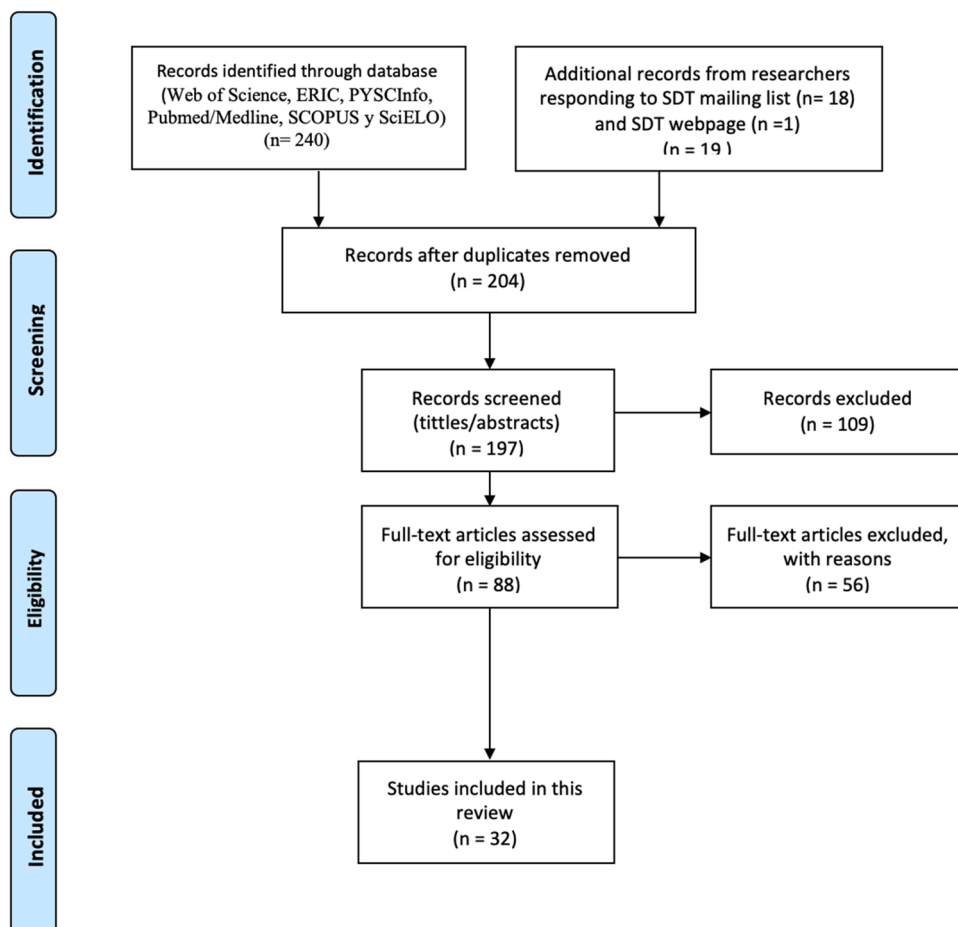 Identification
Records identified through database
(Web of Science, ERIC, PYSCInfo,
Pubmed/Medline, SCOPUS y SciELO)
(n= 240)
Additional records from researchers
responding to SDT mailing list (n= 18)
and SDT webpage (n =1)
(n = 19 )
Records after duplicates removed
(n = 204)
Screening
Records screened
(tittles/abstracts)
(n = 197)
Records excluded
(n = 109)
Eligibility
Full-text articles assessed
for eligibility
(n = 88)
Full-text articles excluded,
with reasons
(n = 56)
Included
Studies included in this
review
(n = 32)